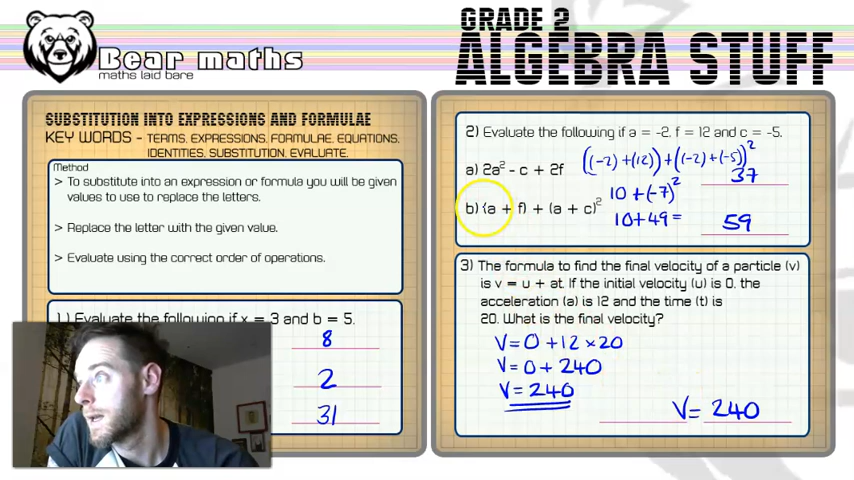 Bear maths
maths laid bare
GRADE 2
ALGEBRA STUFF
SUBSTITUTION INTO EXPRESSIONS AND FORMULAE
KEY WORDS - TERMS, EXPRESSIONS, FORMULAE, EQUATIONS,
IDENTITIES, SUBSTITUTION, EVALUATE.
Method
> To substitute into an expression or formula you will be given
values to use to replace the letters.
> Replace the letter with the given value.
> Evaluate using the correct order of operations.
1.) Evaluate the following if x = 3 and b = 5.
8
2
31
2) Evaluate the following if a = -2, f = 12 and c = -5.
a) 2a² - c + 2f
((-2) + (12)) + ((-2) + (-5))²
37
10 + (-7)²
b) (a + f) + (a + c)²
10 + 49 =
59
3) The formula to find the final velocity of a particle (v)
is v = u + at. If the initial velocity (u) is 0, the
acceleration (a) is 12 and the time (t) is
20. What is the final velocity?
V = 0 + 12 × 20
V = 0 + 240
V = 240
V = 240